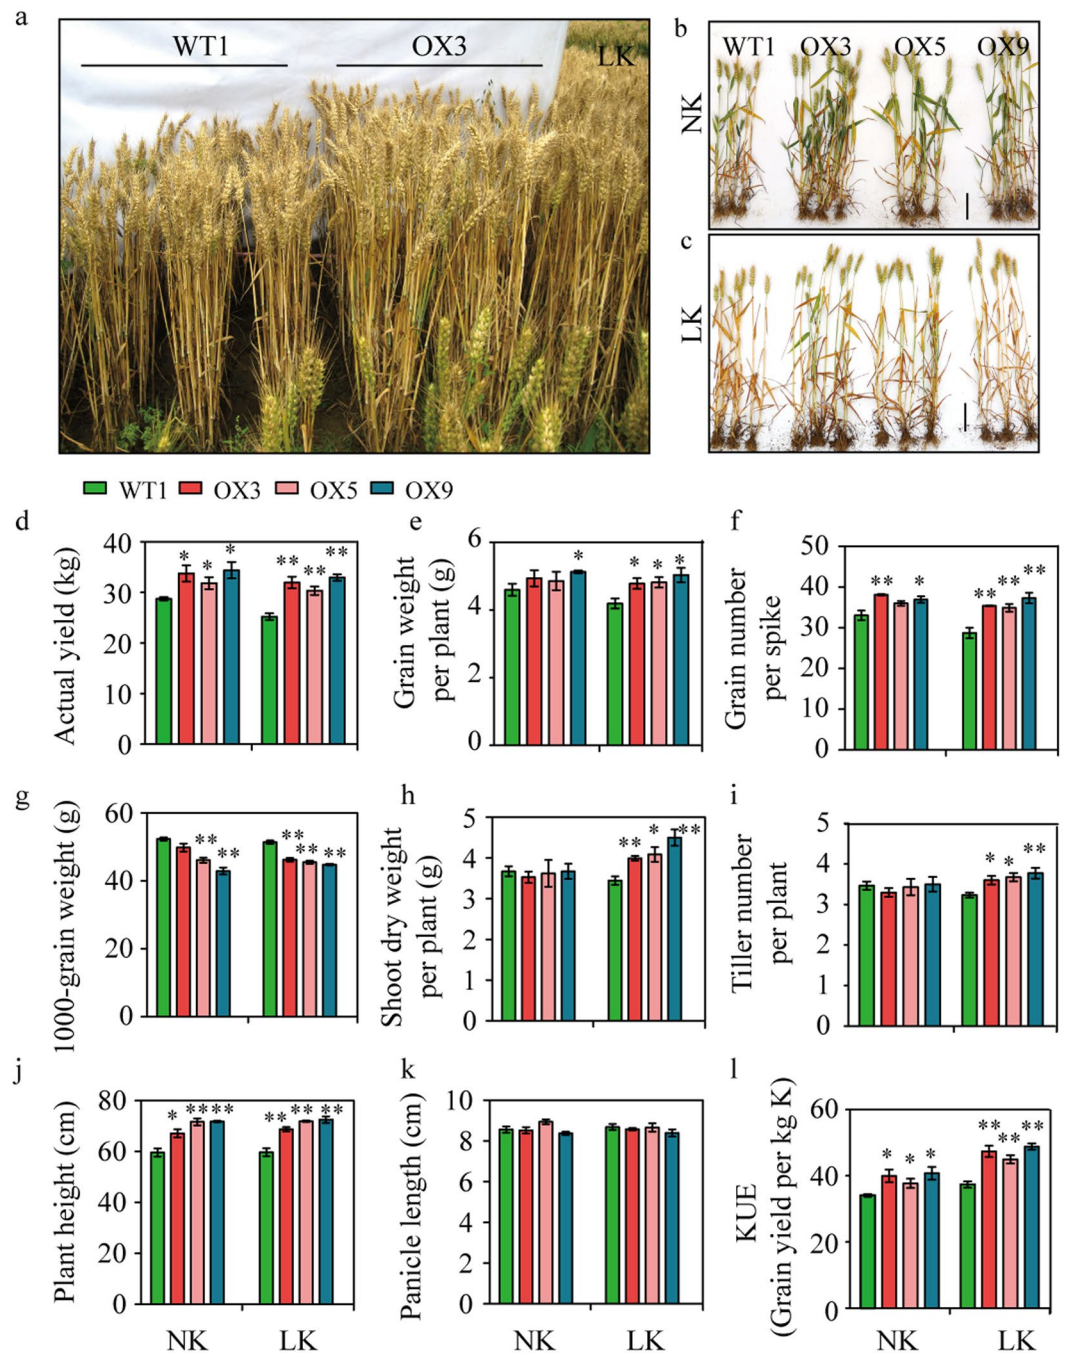 a
WT1 OX3 LK
b
WT1 OX3 OX5 OX9
NK
c
LK
WT1 OX3 OX5 OX9
d
Actual yield (kg)
40
30
20
10
0
* * * ** ** **
e
Grain weight
per plant (g)
6
4
2
0
* * * *
f
Grain number
per spike
50
40
30
20
10
0
** * ** ** **
g
1000-grain weight (g)
60
40
20
0
** ** ** ** **
h
Shoot dry weight
per plant (g)
5
4
3
2
1
0
** * **
i
Tiller number
per plant
5
4
3
2
1
0
* * **
j
Plant height (cm)
80
60
40
20
0
* ** ** ** ** **
NK LK
k
Panicle length (cm)
10
8
6
4
2
0
NK LK
l
KUE
(Grain yield per kg K)
60
40
20
0
* * * ** ** **
NK LK